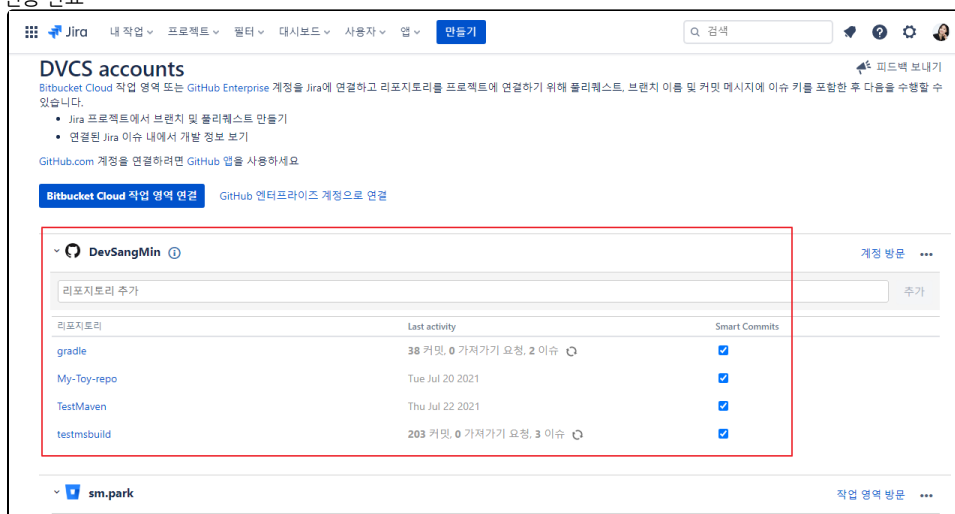 연동 완료
Jira 내 작업 프로젝트 필터 대시보드 사용자 앱 만들기 검색
DVCS accounts
피드백 보내기
Bitbucket Cloud 작업 영역 또는 GitHub Enterprise 계정을 Jira에 연결하고 리포지토리를 프로젝트에 연결하기 위해 풀리퀘스트, 브랜치 이름 및 커밋 메시지에 이슈 키를 포함한 후 다음을 수행할 수
있습니다.
• Jira 프로젝트에서 브랜치 및 풀리퀘스트 만들기
• 연결된 Jira 이슈 내에서 개발 정보 보기
GitHub.com 계정을 연결하려면 GitHub 앱을 사용하세요
Bitbucket Cloud 작업 영역 연결 GitHub 엔터프라이즈 계정으로 연결
DevSangMin 계정 방문
리포지토리 추가 추가
리포지토리 Last activity Smart Commits
gradle 38 커밋, 0 가져가기 요청, 2 이슈
My-Toy-repo Tue Jul 20 2021
TestMaven Thu Jul 22 2021
testmsbuild 203 커밋, 0 가져가기 요청, 3 이슈
sm.park 작업 영역 방문